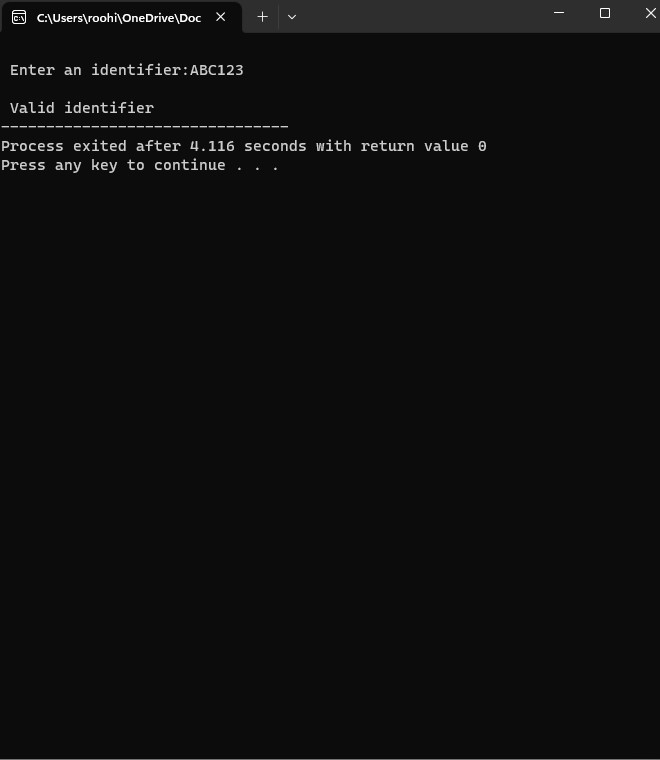 C:\Users\roohi\OneDrive\Doc
Enter an identifier:ABC123
Valid identifier
--------------------------------
Process exited after 4.116 seconds with return value 0
Press any key to continue . . .